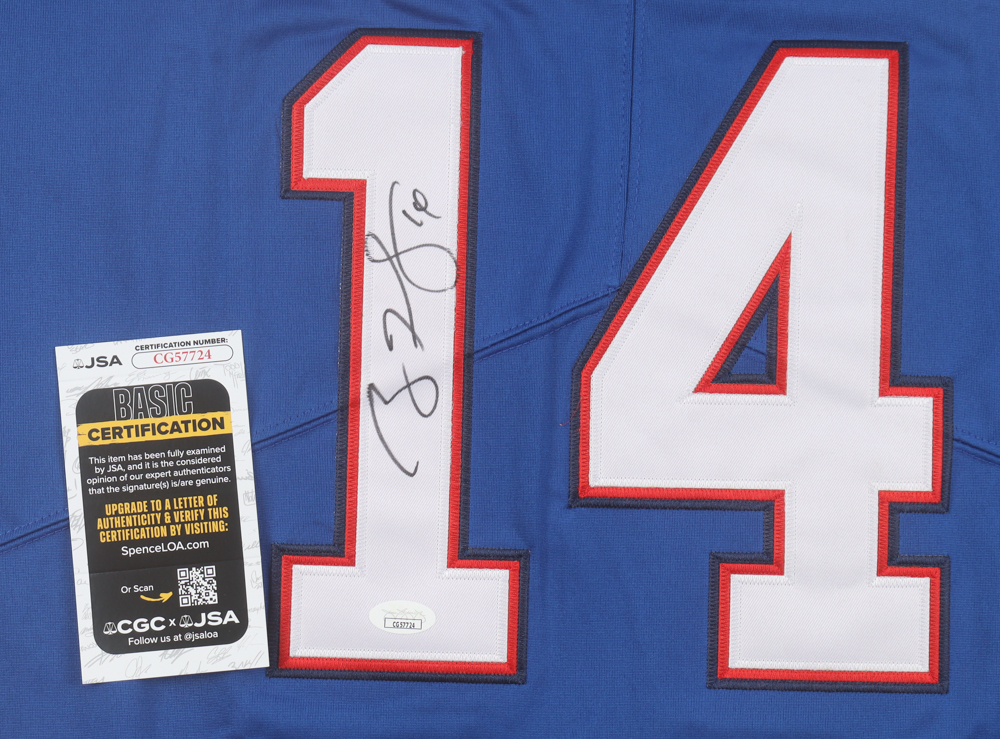 14
14
JSA
CERTIFICATION NUMBER:
CG57724
BASIC
CERTIFICATION
This item has been fully examined
by JSA, and it is the considered
opinion of our expert authenticators
that the signature(s) is/are genuine.
UPGRADE TO A LETTER OF
AUTHENTICITY & VERIFY THIS
CERTIFICATION BY VISITING:
SpenceLOA.com
Or Scan
CGC x JSA
Follow us at @jsaloa
CG57724